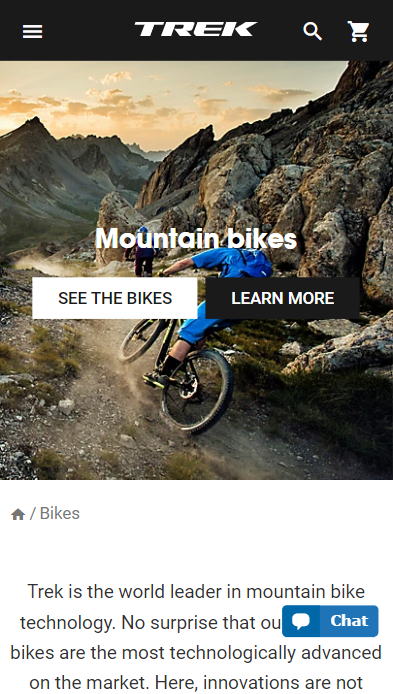 TREK
Mountain bikes
SEE THE BIKES
LEARN MORE
/ Bikes
Trek is the world leader in mountain bike
technology. No surprise that ou
Chat
bikes are the most technologically advanced
on the market. Here, innovations are not